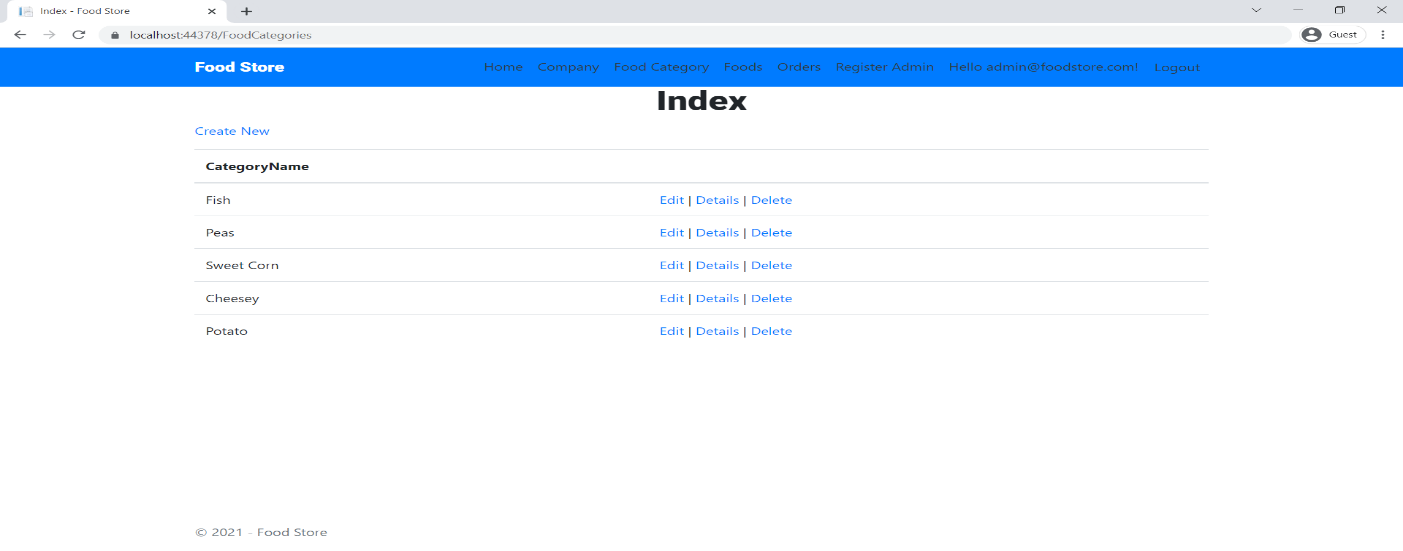 Index - Food Store
localhost:44378/FoodCategories
Guest
Food Store Home Company Food Category Foods Orders Register Admin Hello admin@foodstore.com! Logout
Index
Create New
CategoryName
Fish Edit | Details | Delete
Peas Edit | Details | Delete
Sweet Corn Edit | Details | Delete
Cheesey Edit | Details | Delete
Potato Edit | Details | Delete
© 2021 - Food Store